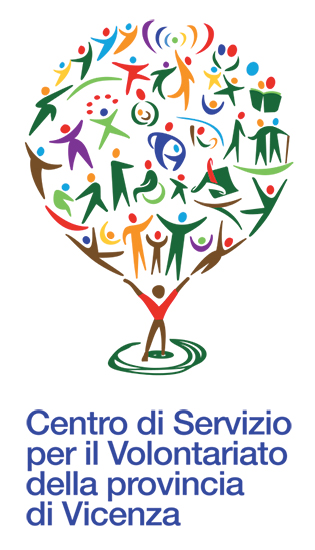 Centro di Servizio
per il Volontariato
della provincia
di Vicenza